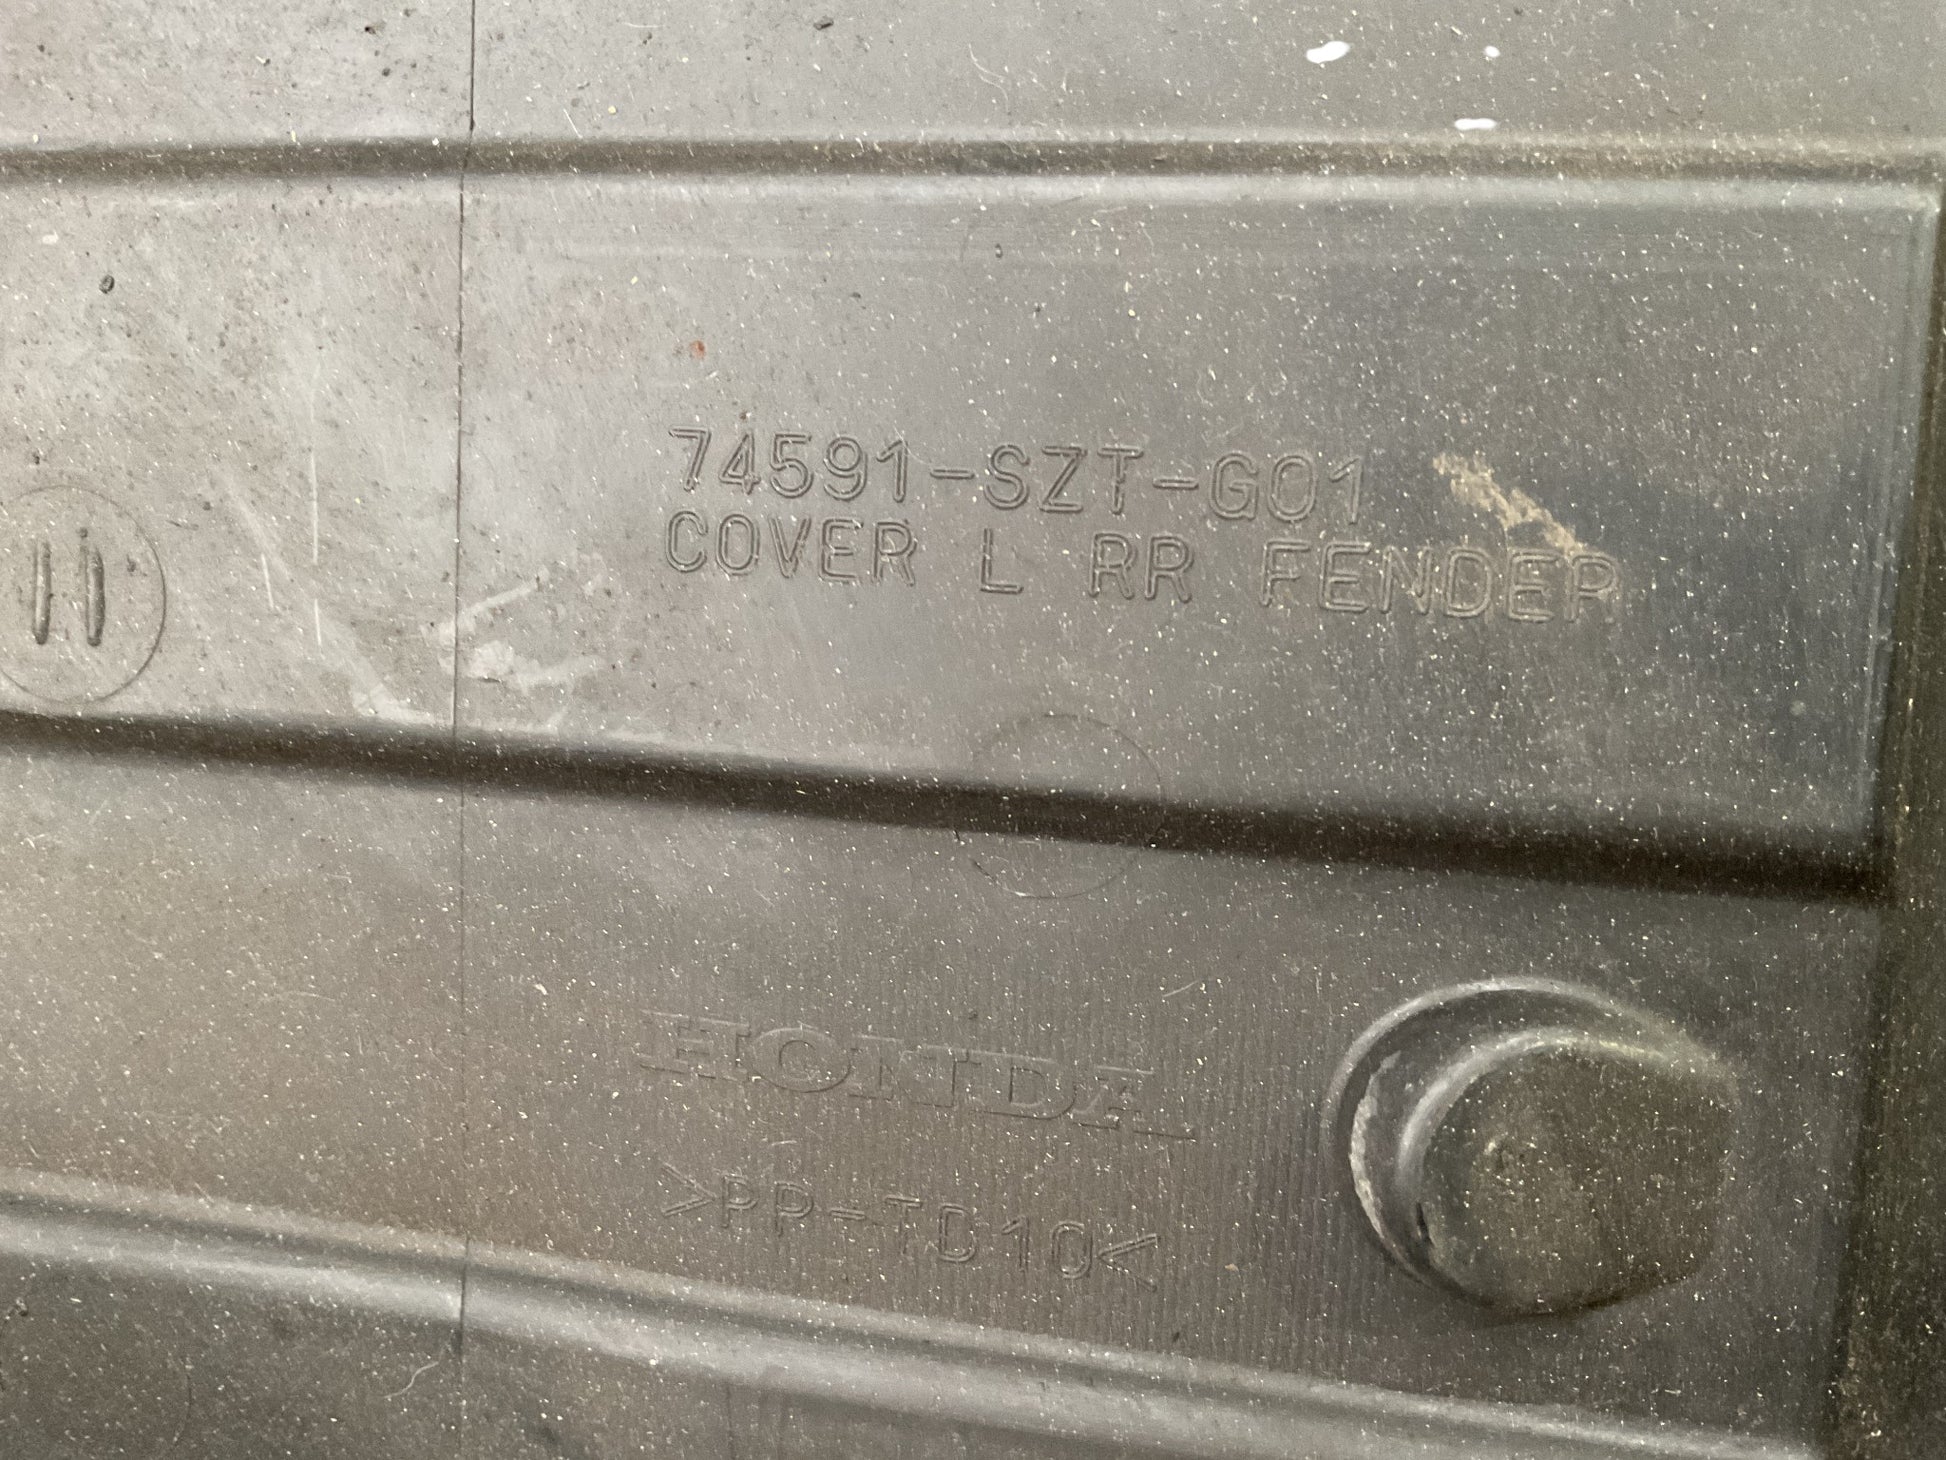 74591-SZT-G01
COVER L RR FENDER
HONDA
>PP-TD10<